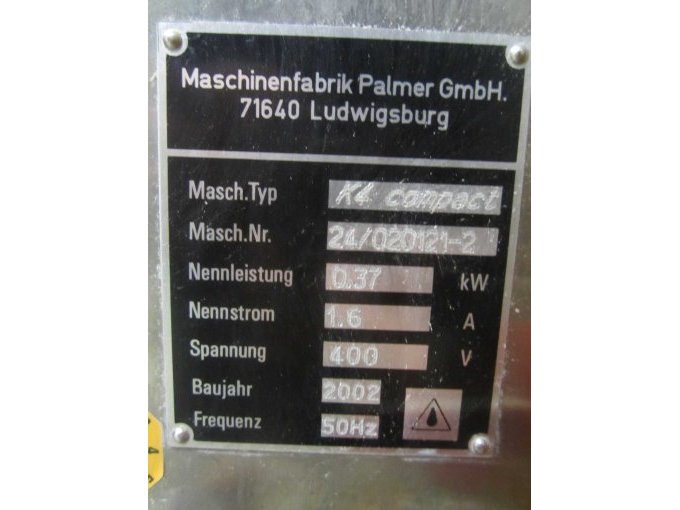 Maschinenfabrik Palmer GmbH.
71640 Ludwigsburg
Masch.Typ K4 compact
Masch.Nr. 24/020121-2
Nennleistung 0.37 kW
Nennstrom 1.6 A
Spannung 400 V
Baujahr 2002
Frequenz 50Hz